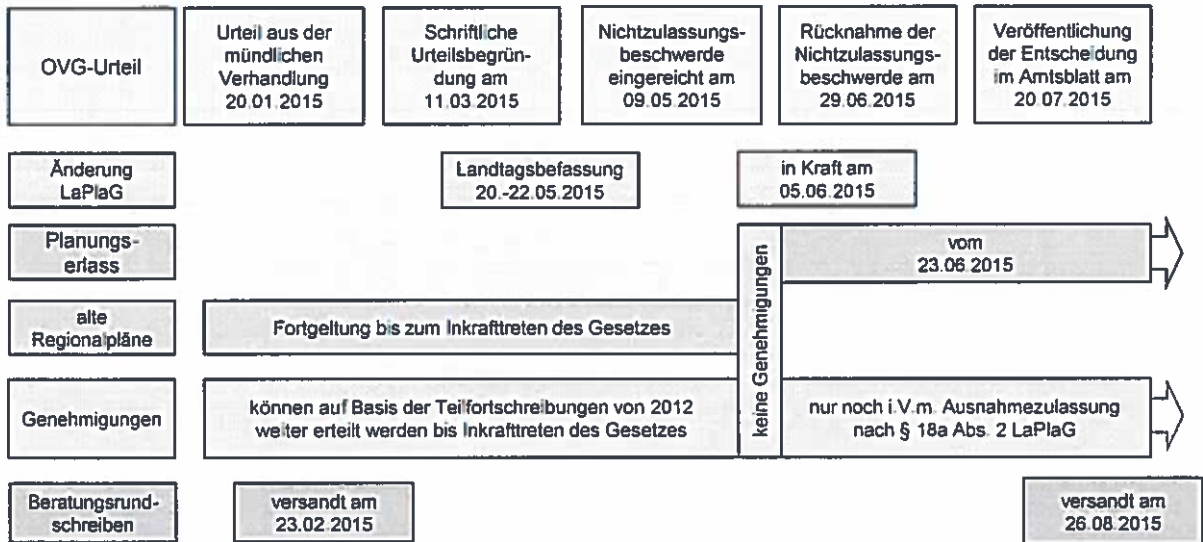 OVG-Urteil
Urteil aus der
mündlichen
Verhandlung
20.01.2015
Schriftliche
Urteilsbegrün-
dung am
11.03.2015
Nichtzulassungs-
beschwerde
eingereicht am
09.05.2015
Rücknahme der
Nichtzulassungs-
beschwerde am
29.06.2015
Veröffentlichung
der Entscheidung
im Amtsblatt am
20.07.2015
Änderung
LaPlaG
Landtagsbefassung
20.-22.05.2015
in Kraft am
05.06.2015
Planungs-
erlass
vom
23.06.2015
alte
Regionalpläne
Fortgeltung bis zum Inkrafttreten des Gesetzes
keine Genehmigungen
Genehmigungen
können auf Basis der Teilfortschreibungen von 2012
weiter erteilt werden bis Inkrafttreten des Gesetzes
nur noch i.V.m. Ausnahmezulassung
nach § 18a Abs. 2 LaPlaG
Beratungsrund-
schreiben
versandt am
23.02.2015
versandt am
26.08.2015